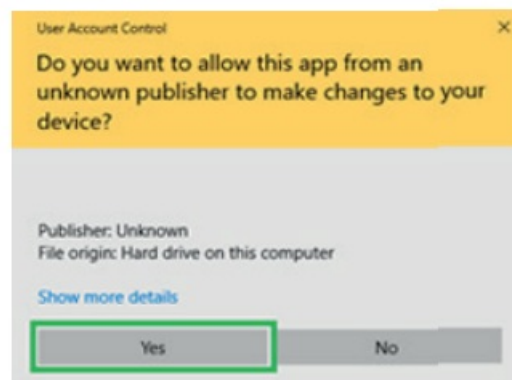 User Account Control
Do you want to allow this app from an
unknown publisher to make changes to your
device?
Publisher: Unknown
File origin: Hard drive on this computer
Show more details
Yes
No